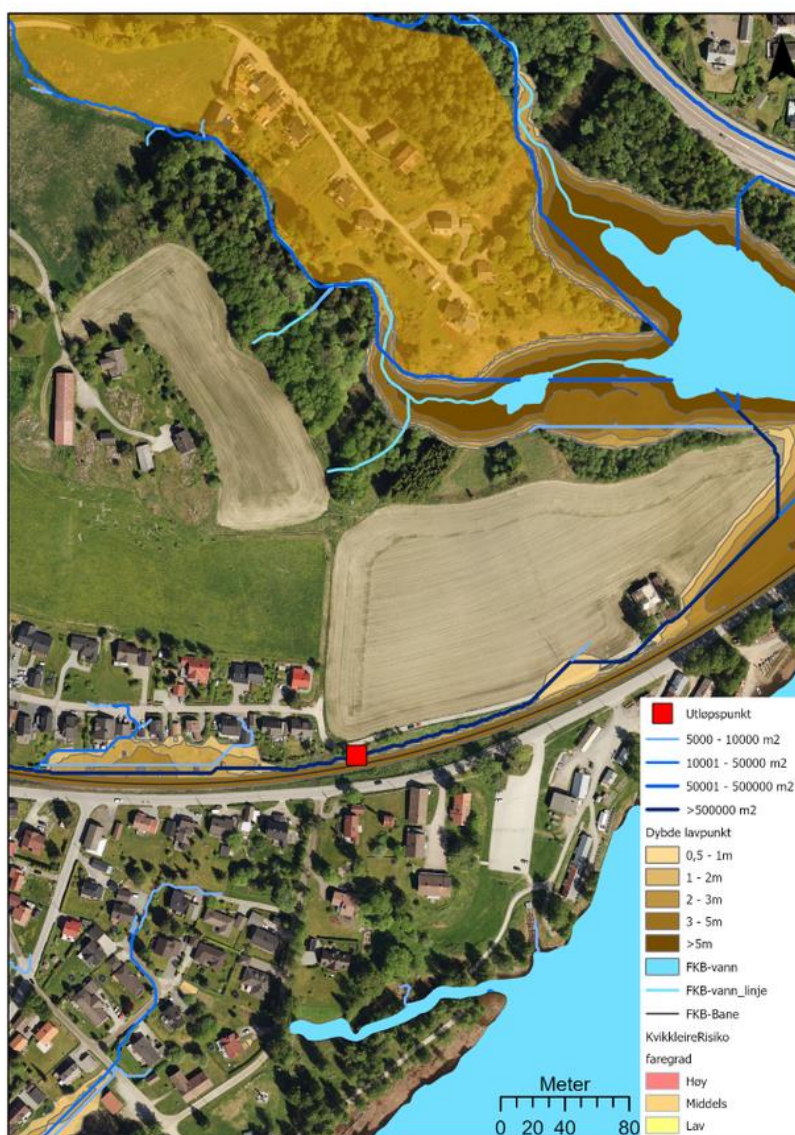 Utløpspunkt
5000 - 10000 m2
10001 - 50000 m2
50001 - 500000 m2
>500000 m2
Dybde lavpunkt
0,5 - 1m
1 - 2m
2 - 3m
3 - 5m
>5m
FKB-vann
FKB-vann_linje
FKB-Bane
KvikkleireRisiko
faregrad
Høy
Middels
Lav
Meter
0 20 40 80